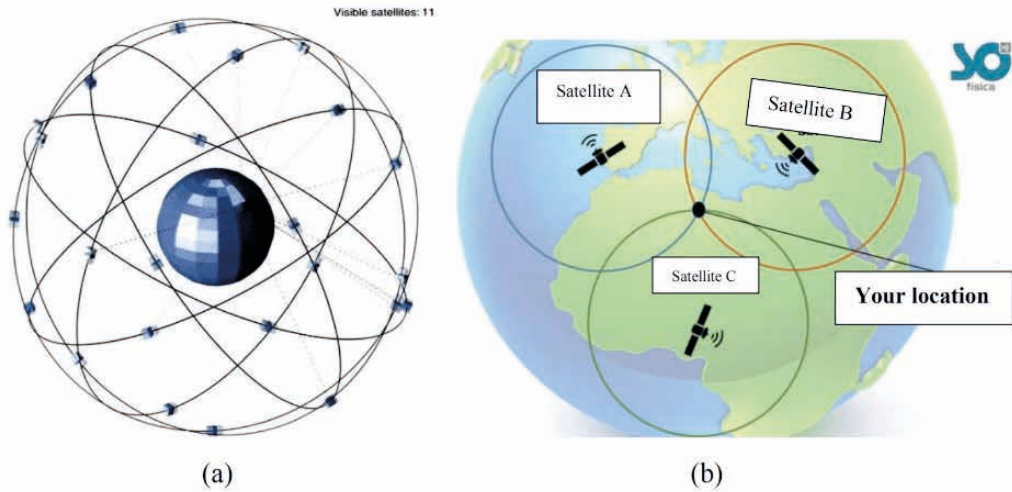 Visible satellites: 11
Satellite A
Satellite B
Satellite C
Your location
física
(a)
(b)